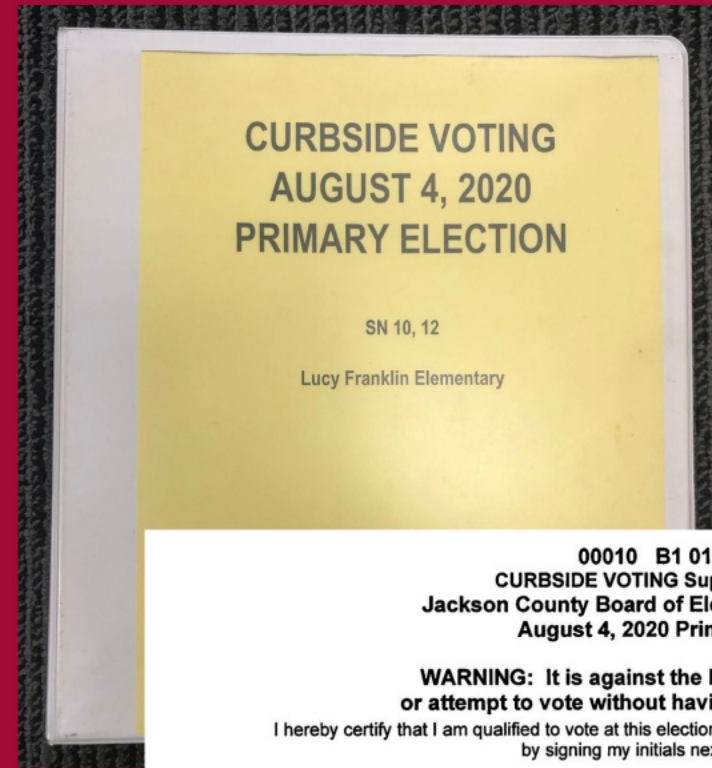 CURBSIDE VOTING
AUGUST 4, 2020
PRIMARY ELECTION
SN 10, 12
Lucy Franklin Elementary
00010 B1 01
CURBSIDE VOTING
Jackson County Board of
August 4, 2020
WARNING: It is against the
or attempt to vote without
I hereby certify that I am qualified to vote at this election
by signing my initials